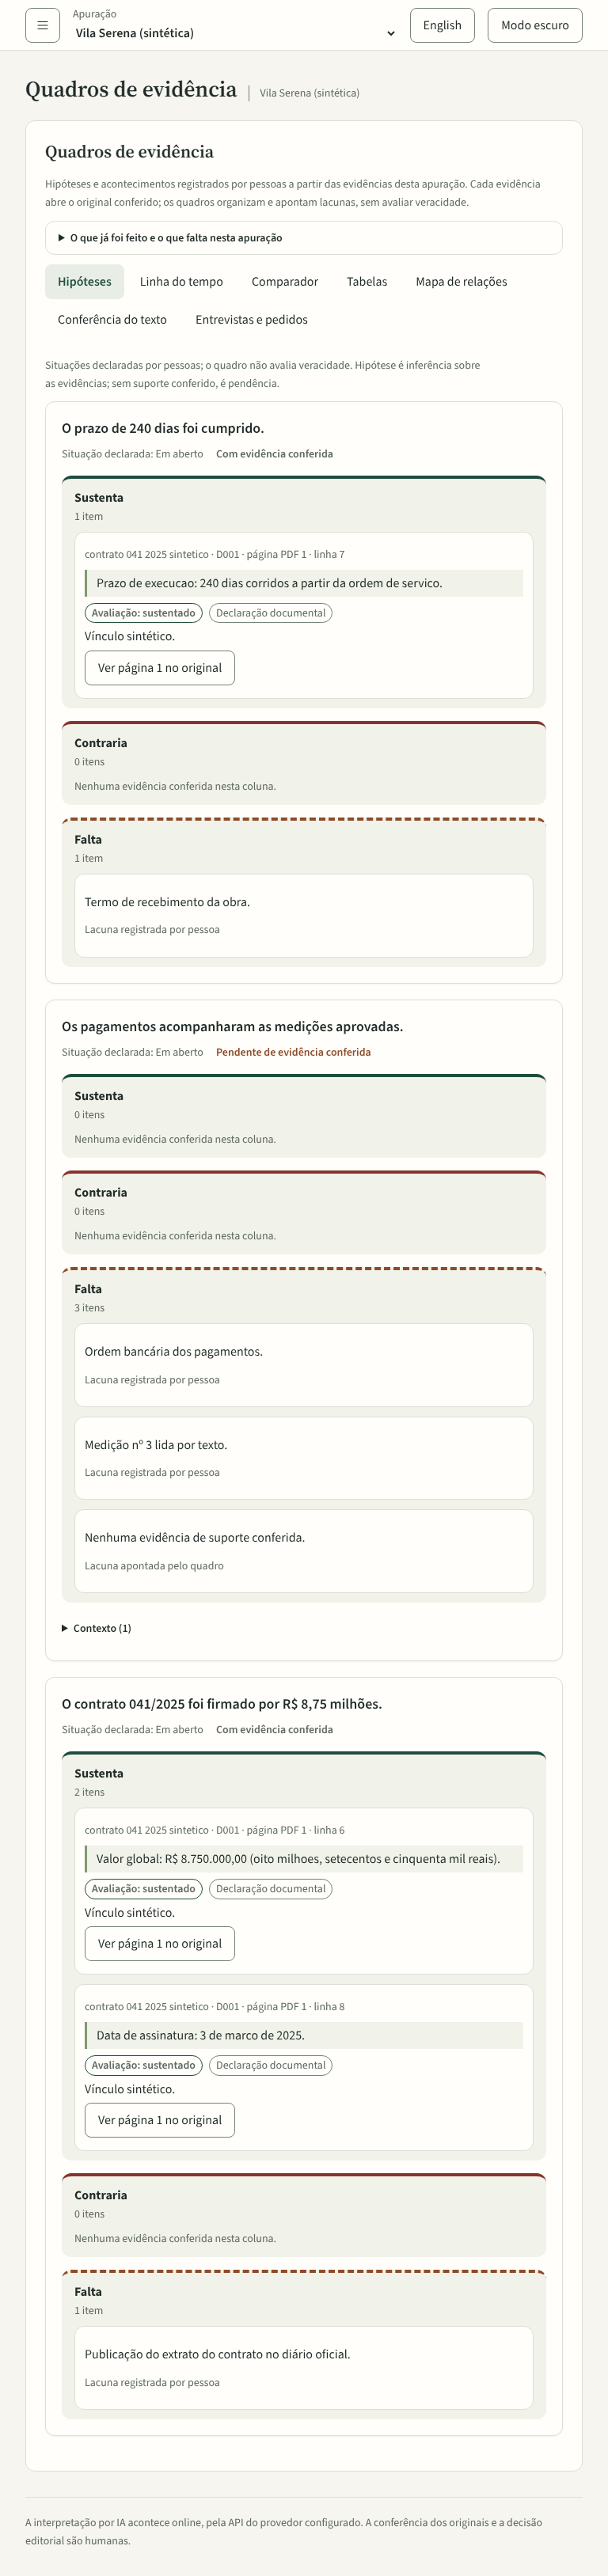 Apuração
Vila Serena (sintética)
English
Modo escuro
Quadros de evidência
Vila Serena (sintética)
Quadros de evidência
Hipóteses e acontecimentos registrados por pessoas a partir das evidências desta apuração. Cada evidência
abre o original conferido; os quadros organizam e apontam lacunas, sem avaliar veracidade.
O que já foi feito e o que falta nesta apuração
Hipóteses
Linha do tempo
Comparador
Tabelas
Mapa de relações
Conferência do texto
Entrevistas e pedidos
Situações declaradas por pessoas; o quadro não avalia veracidade. Hipótese é inferência sobre
as evidências; sem suporte conferido, é pendência.
O prazo de 240 dias foi cumprido.
Situação declarada: Em aberto Com evidência conferida
Sustenta
1 item
contrato 041 2025 sintetico · D001 · página PDF 1 · linha 7
Prazo de execucao: 240 dias corridos a partir da ordem de servico.
Avaliação: sustentado Declaração documental
Vínculo sintético.
Ver página 1 no original
Contraria
0 itens
Nenhuma evidência conferida nesta coluna.
Falta
1 item
Termo de recebimento da obra.
Lacuna registrada por pessoa
Os pagamentos acompanharam as medições aprovadas.
Situação declarada: Em aberto Pendente de evidência conferida
Sustenta
0 itens
Nenhuma evidência conferida nesta coluna.
Contraria
0 itens
Nenhuma evidência conferida nesta coluna.
Falta
3 itens
Ordem bancária dos pagamentos.
Lacuna registrada por pessoa
Medição nº 3 lida por texto.
Lacuna registrada por pessoa
Nenhuma evidência de suporte conferida.
Lacuna apontada pelo quadro
Contexto (1)
O contrato 041/2025 foi firmado por R$ 8,75 milhões.
Situação declarada: Em aberto Com evidência conferida
Sustenta
2 itens
contrato 041 2025 sintetico · D001 · página PDF 1 · linha 6
Valor global: R$ 8.750.000,00 (oito milhoes, setecentos e cinquenta mil reais).
Avaliação: sustentado Declaração documental
Vínculo sintético.
Ver página 1 no original
contrato 041 2025 sintetico · D001 · página PDF 1 · linha 8
Data de assinatura: 3 de marco de 2025.
Avaliação: sustentado Declaração documental
Vínculo sintético.
Ver página 1 no original
Contraria
0 itens
Nenhuma evidência conferida nesta coluna.
Falta
1 item
Publicação do extrato do contrato no diário oficial.
Lacuna registrada por pessoa
A interpretação por IA acontece online, pela API do provedor configurado. A conferência dos originais e a decisão
editorial são humanas.